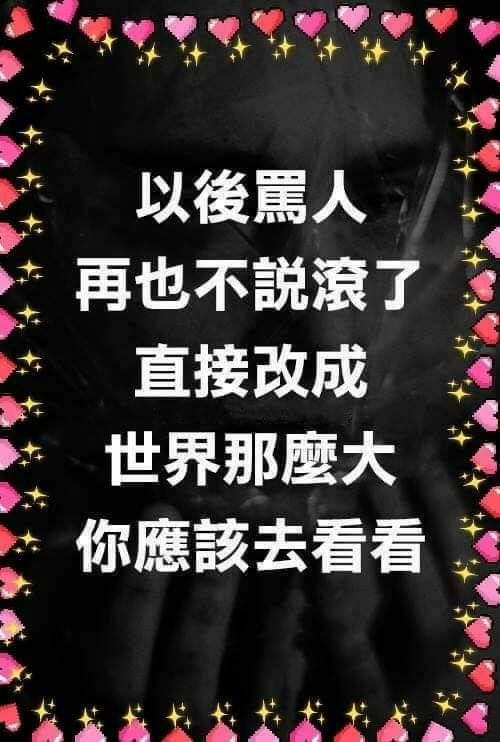 以後罵人
再也不説滾了
直接改成
世界那麼大
你應該去看看